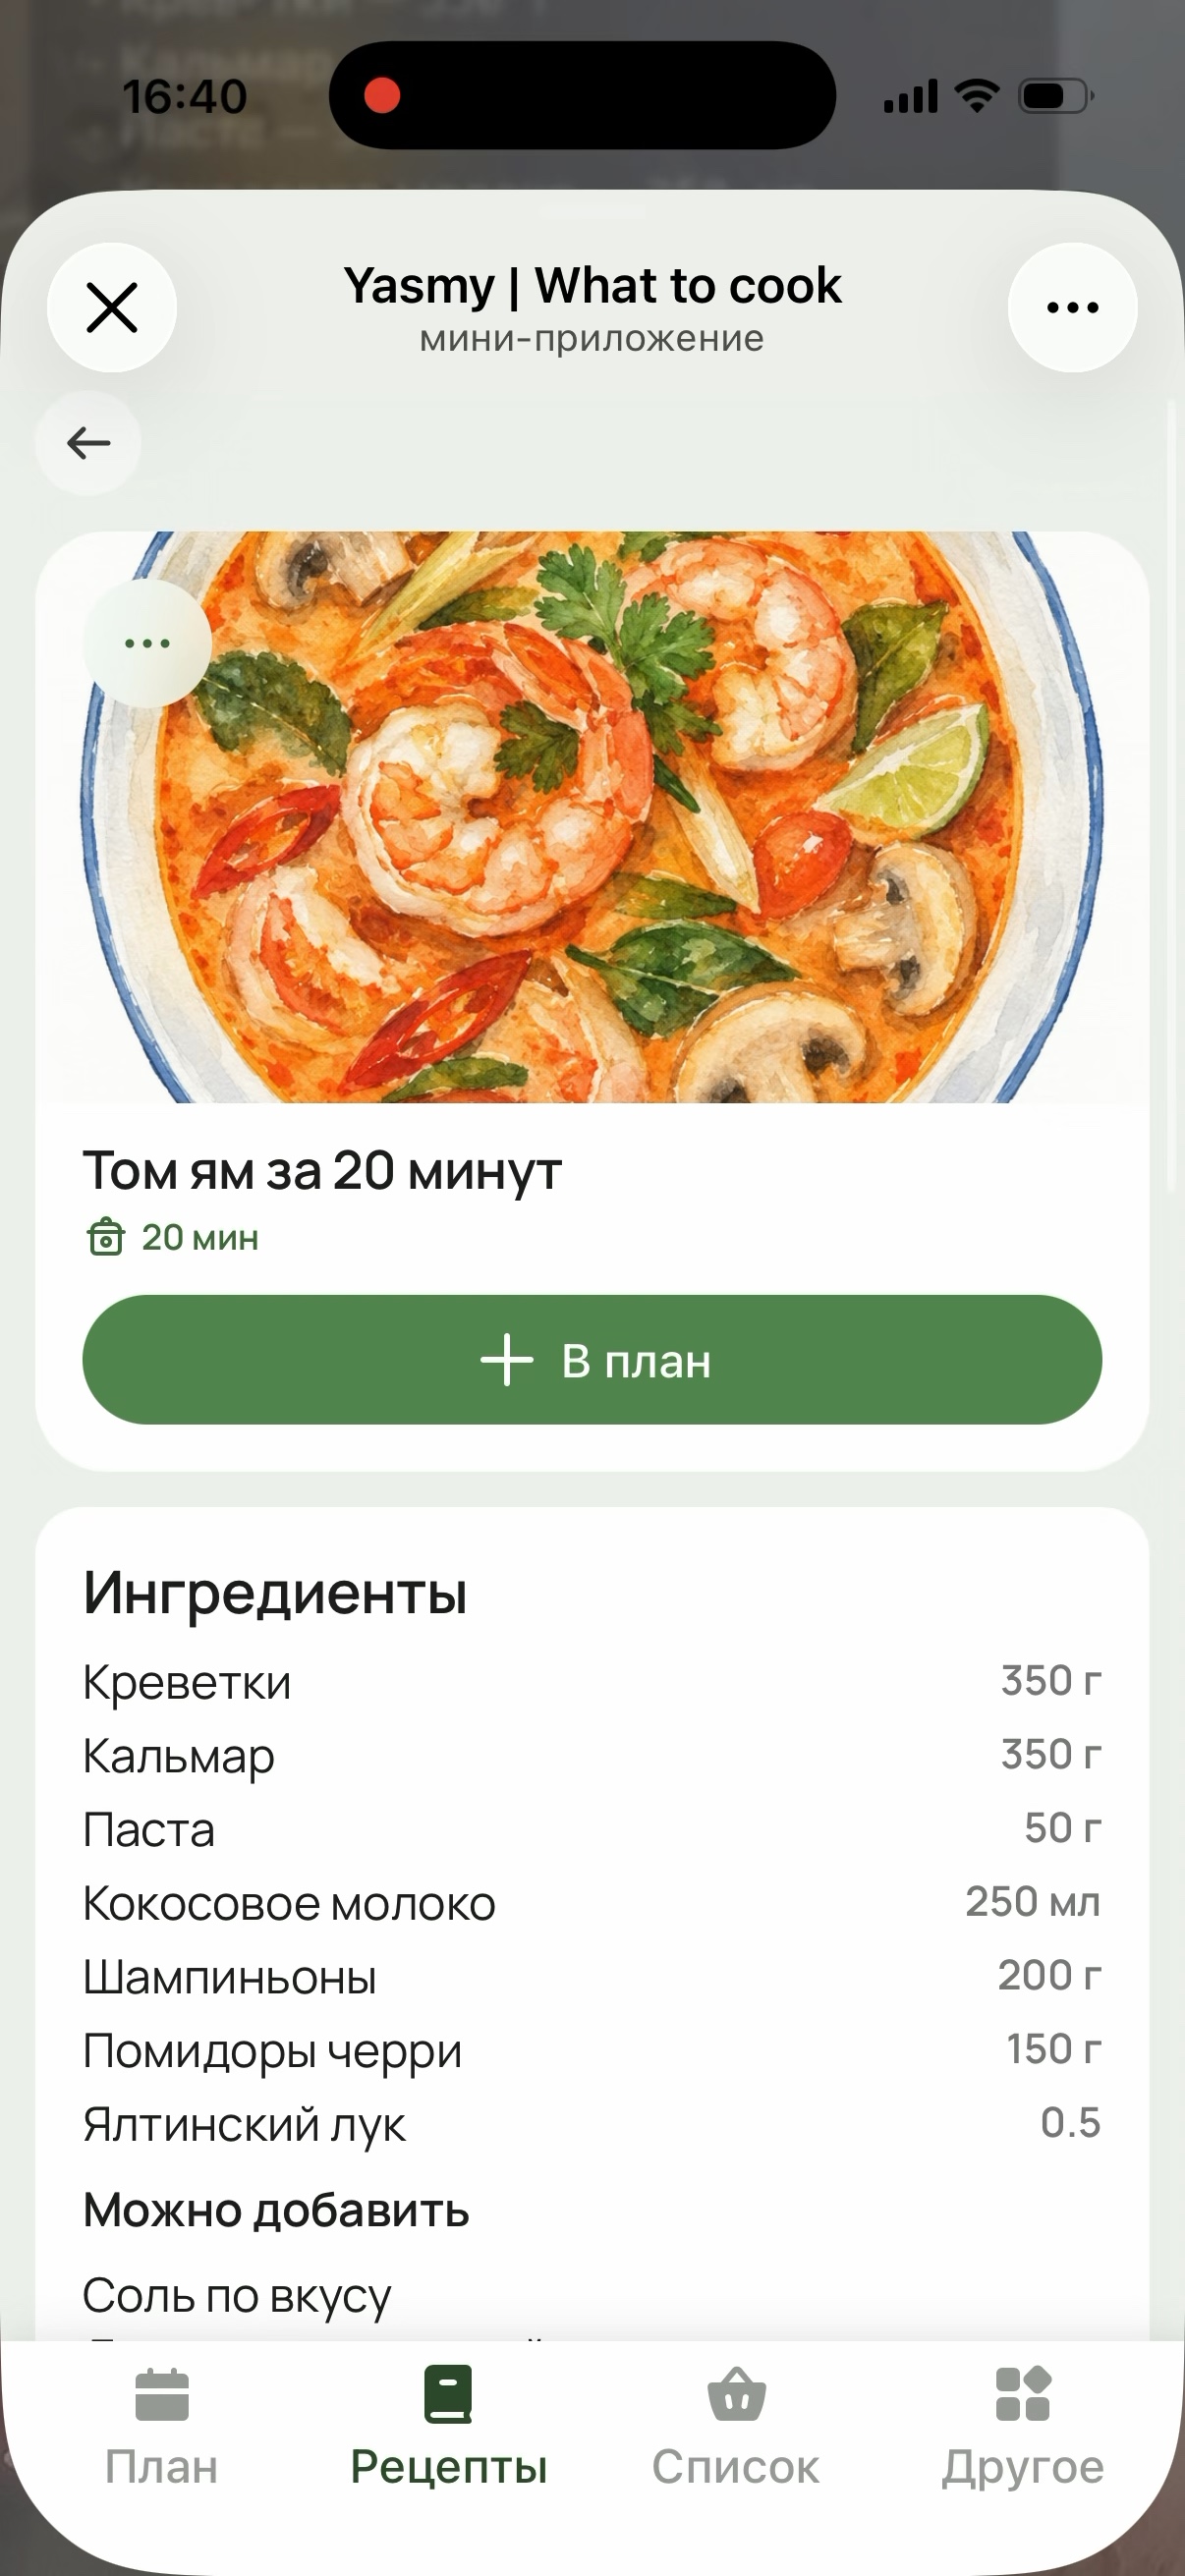 16:40
Yasmy | What to cook
мини-приложение
Том ям за 20 минут
20 мин
В план
Ингредиенты
Креветки 350 г
Кальмар 350 г
Паста 50 г
Кокосовое молоко 250 мл
Шампиньоны 200 г
Помидоры черри 150 г
Ялтинский лук 0.5
Можно добавить
Соль по вкусу
План Рецепты Список Другое